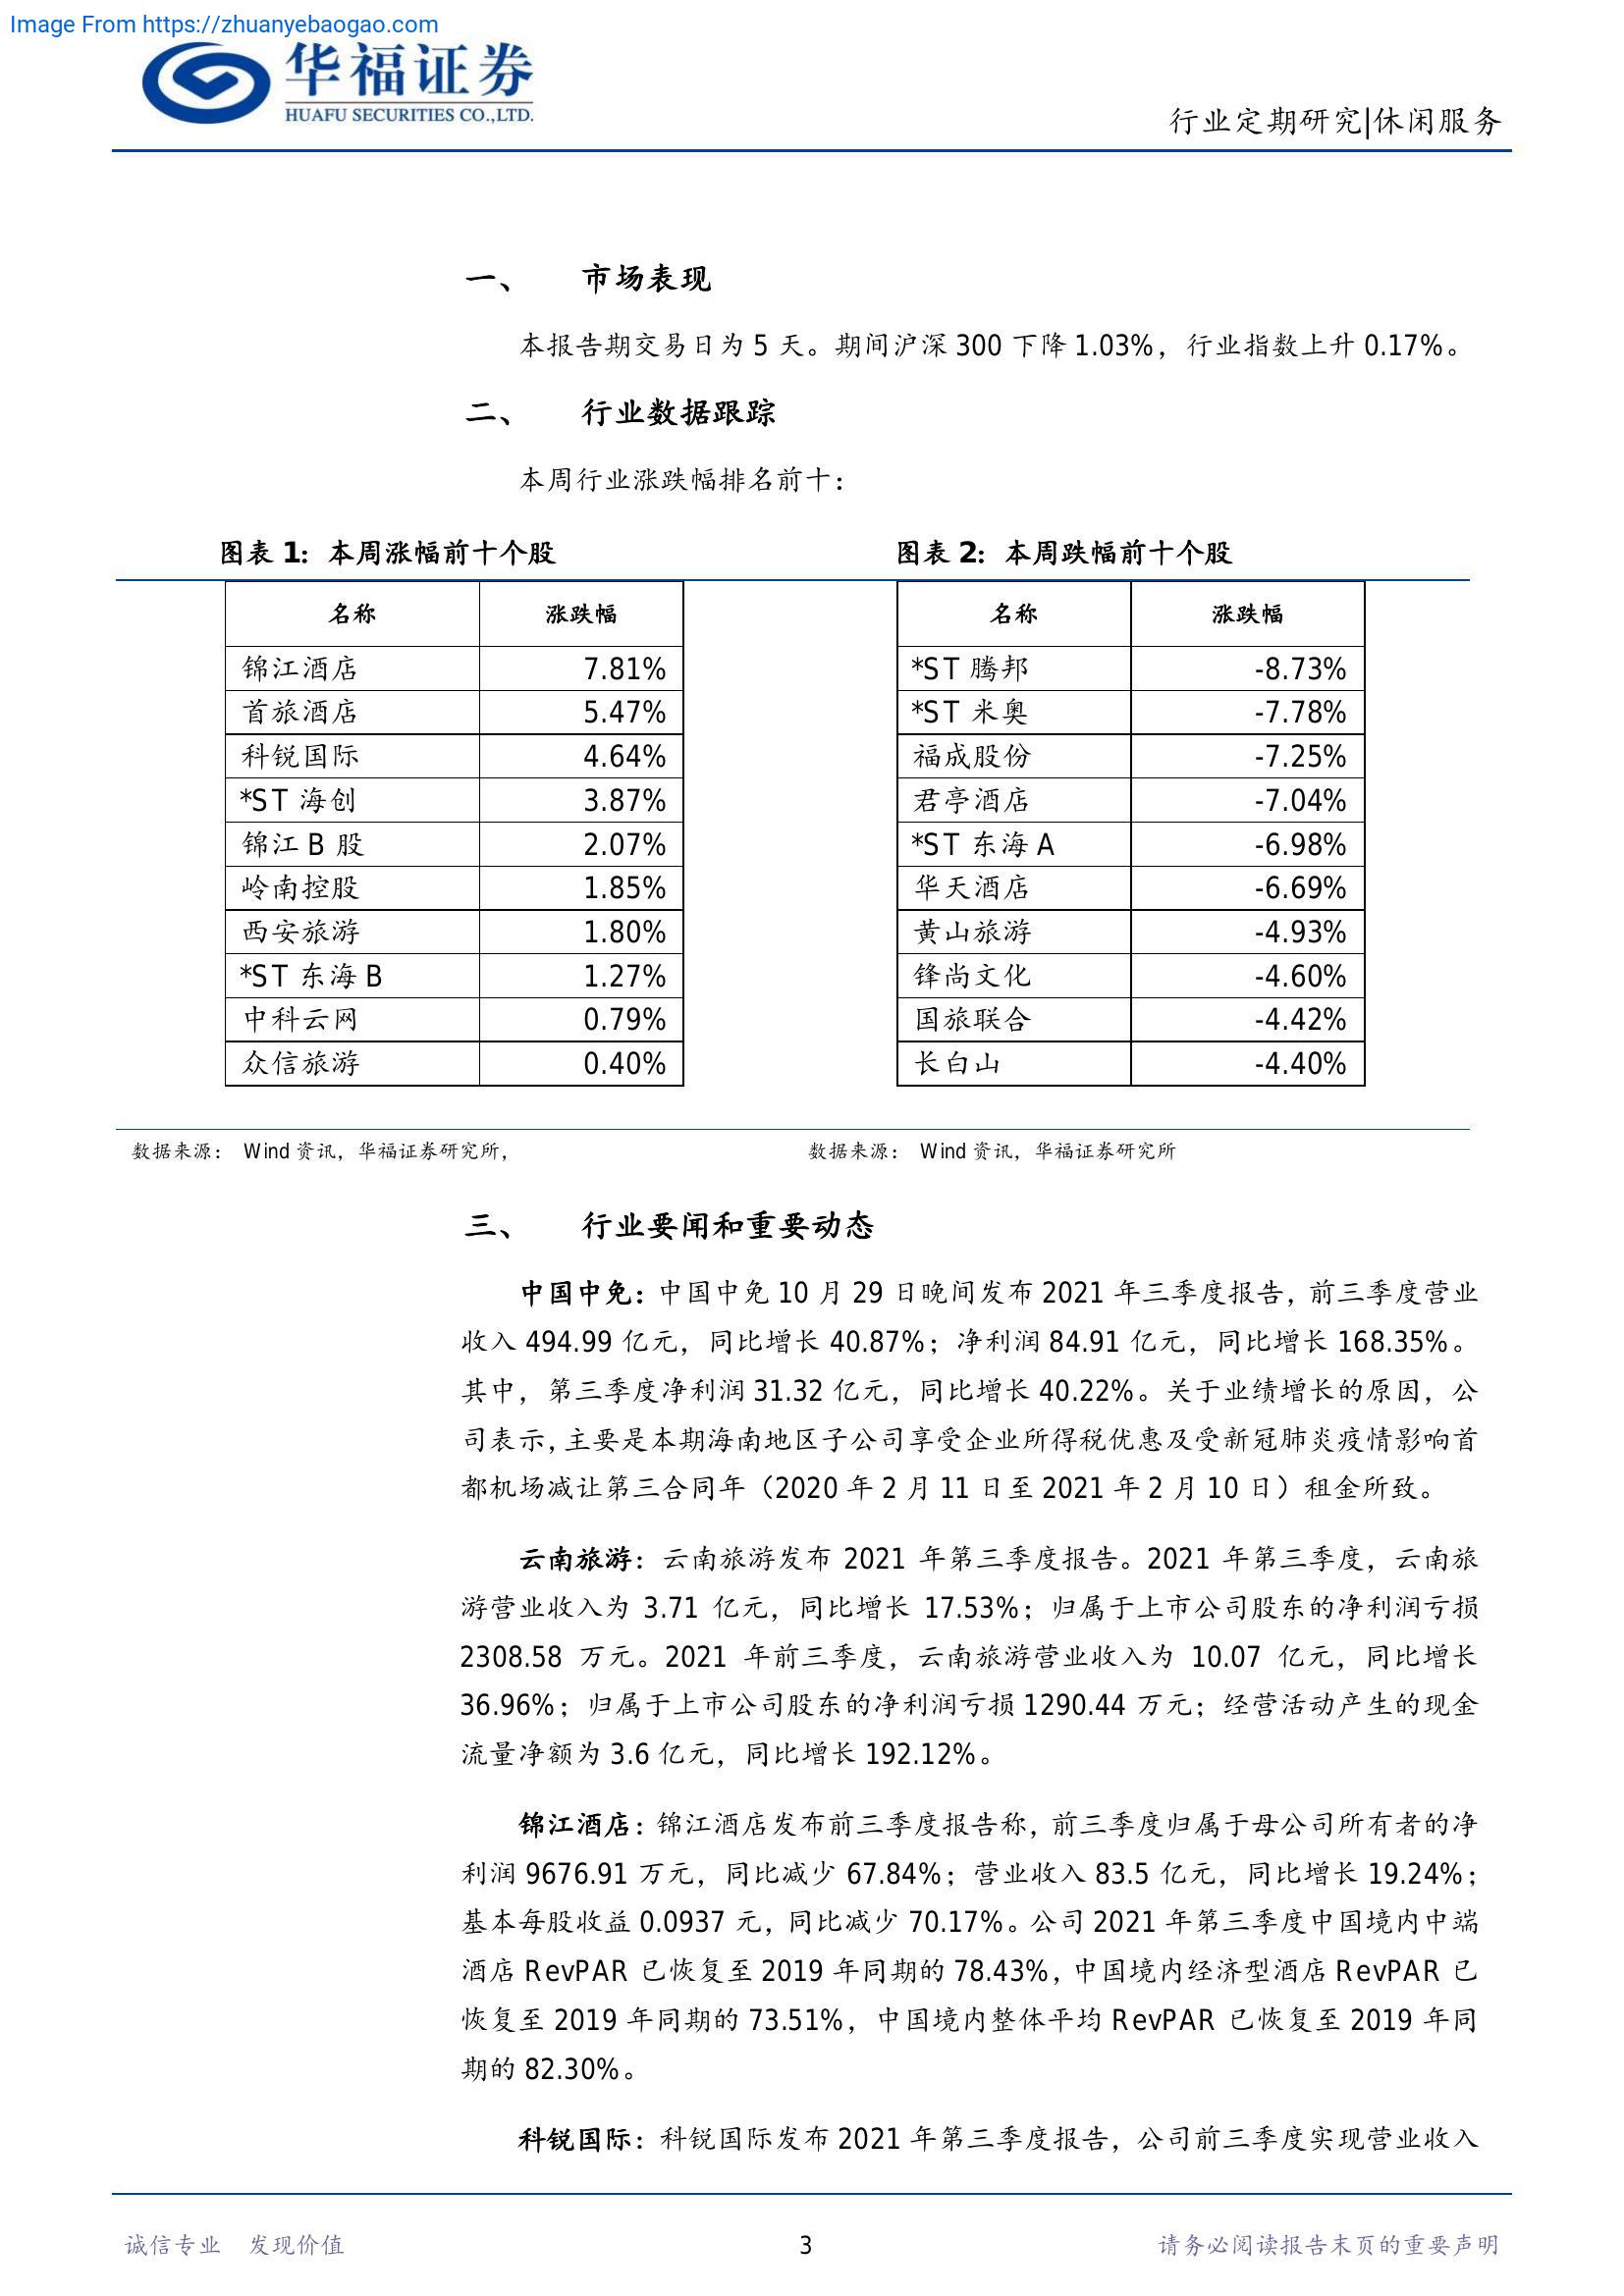 Image From https://zhuanyebaogao.com
华福证券
HUAFU SECURITIES CO.,LTD.
行业定期研究|休闲服务
一、 市场表现
本报告期交易日为 5 天。期间沪深 300 下降 1.03%，行业指数上升 0.17%。
二、 行业数据跟踪
本周行业涨跌幅排名前十：
图表 1：本周涨幅前十个股
名称 涨跌幅
锦江酒店 7.81%
首旅酒店 5.47%
科锐国际 4.64%
*ST 海创 3.87%
锦江 B 股 2.07%
岭南控股 1.85%
西安旅游 1.80%
*ST 东海 B 1.27%
中科云网 0.79%
众信旅游 0.40%
数据来源： Wind 资讯，华福证券研究所，
图表 2：本周跌幅前十个股
名称 涨跌幅
*ST 腾邦 -8.73%
*ST 米奥 -7.78%
福成股份 -7.25%
君亭酒店 -7.04%
*ST 东海 A -6.98%
华天酒店 -6.69%
黄山旅游 -4.93%
锋尚文化 -4.60%
国旅联合 -4.42%
长白山 -4.40%
数据来源： Wind 资讯，华福证券研究所
三、 行业要闻和重要动态
中国中免：中国中免 10 月 29 日晚间发布 2021 年三季度报告，前三季度营业
收入 494.99 亿元，同比增长 40.87%；净利润 84.91 亿元，同比增长 168.35%。
其中，第三季度净利润 31.32 亿元，同比增长 40.22%。关于业绩增长的原因，公
司表示，主要是本期海南地区子公司享受企业所得税优惠及受新冠肺炎疫情影响首
都机场减让第三合同年（2020 年 2 月 11 日至 2021 年 2 月 10 日）租金所致。
云南旅游：云南旅游发布 2021 年第三季度报告。2021 年第三季度，云南旅
游营业收入为 3.71 亿元，同比增长 17.53%；归属于上市公司股东的净利润亏损
2308.58 万元。2021 年前三季度，云南旅游营业收入为 10.07 亿元，同比增长
36.96%；归属于上市公司股东的净利润亏损 1290.44 万元；经营活动产生的现金
流量净额为 3.6 亿元，同比增长 192.12%。
锦江酒店：锦江酒店发布前三季度报告称，前三季度归属于母公司所有者的净
利润 9676.91 万元，同比减少 67.84%；营业收入 83.5 亿元，同比增长 19.24%；
基本每股收益 0.0937 元，同比减少 70.17%。公司 2021 年第三季度中国境内中端
酒店 RevPAR 已恢复至 2019 年同期的 78.43%，中国境内经济型酒店 RevPAR 已
恢复至 2019 年同期的 73.51%，中国境内整体平均 RevPAR 已恢复至 2019 年同
期的 82.30%。
科锐国际：科锐国际发布 2021 年第三季度报告，公司前三季度实现营业收入
诚信专业 发现价值
3
请务必阅读报告末页的重要声明